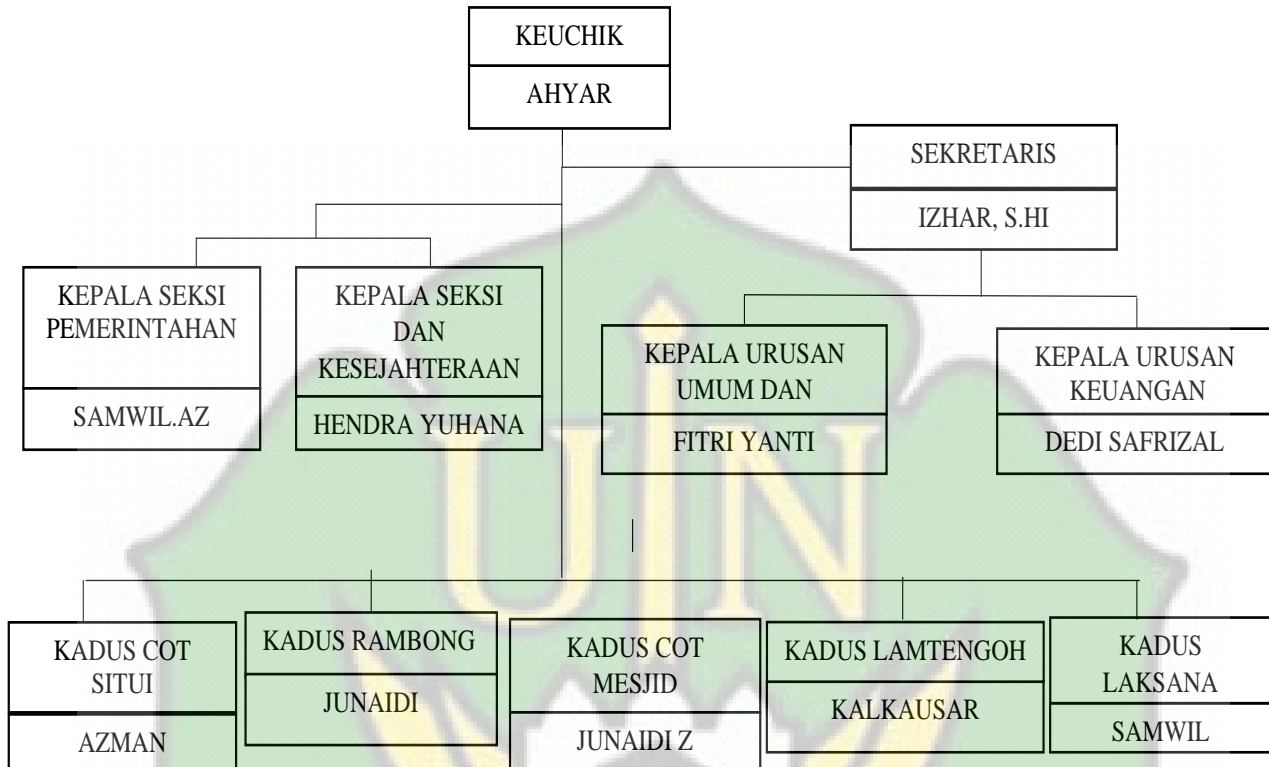 KEUCHIK
AHYAR
SEKRETARIS
IZHAR, S.HI
KEPALA SEKSI
PEMERINTAHAN
SAMWIL.AZ
KEPALA SEKSI
DAN
KESEJAHTERAAN
HENDRA YUHANA
KEPALA URUSAN
UMUM DAN
FITRI YANTI
KEPALA URUSAN
KEUANGAN
DEDI SAFRIZAL
UIN
KADUS COT
SITUI
AZMAN
KADUS RAMBONG
JUNAIDI
KADUS COT
MESJID
JUNAIDI Z
KADUS LAMTENGOH
KALKAUSAR
KADUS
LAKSANA
SAMWIL